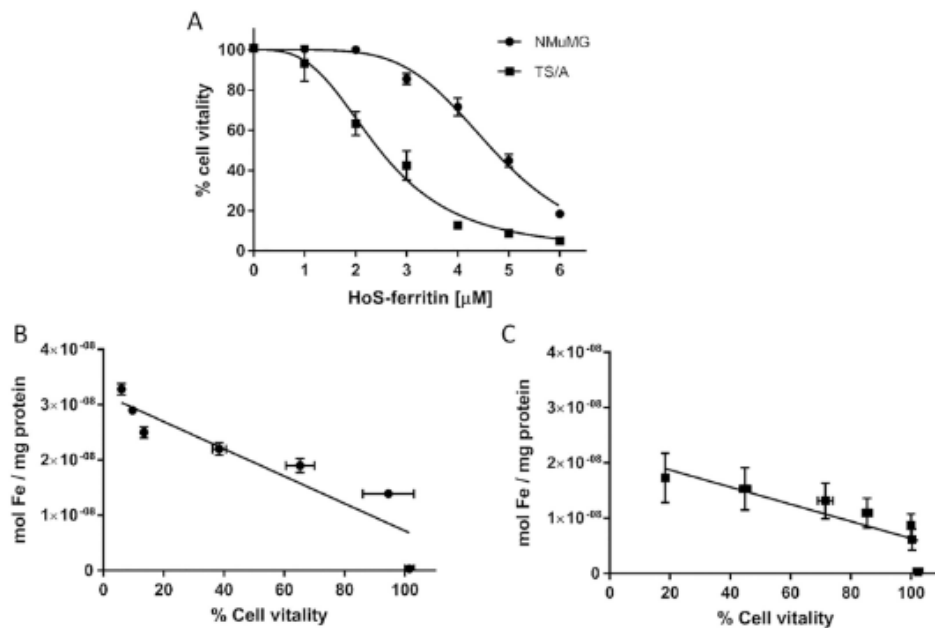 A
NMuMG
TS/A
100
80
60
40
20
0
% cell vitality
0 1 2 3 4 5 6
HoS-ferritin [μM]
B
4×10⁻⁰⁸
3×10⁻⁰⁸
2×10⁻⁰⁸
1×10⁻⁰⁸
0
mol Fe / mg protein
0 20 40 60 80 100
% Cell vitality
C
4×10⁻⁰⁸
3×10⁻⁰⁸
2×10⁻⁰⁸
1×10⁻⁰⁸
0
mol Fe / mg protein
0 20 40 60 80 100
% Cell vitality